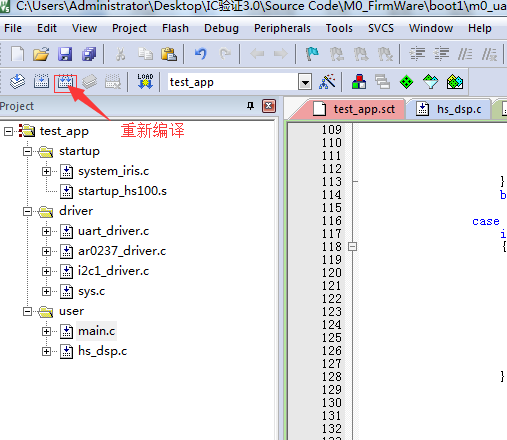 C:\Users\Administrator\Desktop\IC验证3.0\Source Code\M0_FirmWare\boot1\m0_ua
File Edit View Project Flash Debug Peripherals Tools SVCS Window Help
LOAD test_app
Project
test_app.sct hs_dsp.c
重新编译
test_app
startup
system_iris.c
startup_hs100.s
driver
uart_driver.c
ar0237_driver.c
i2c1_driver.c
sys.c
user
main.c
hs_dsp.c
109
110
111
112
113 }
114 b
115
116 case
117 i
118 {
119
120
121
122
123
124
125
126
127
128 }
129
130
131
132